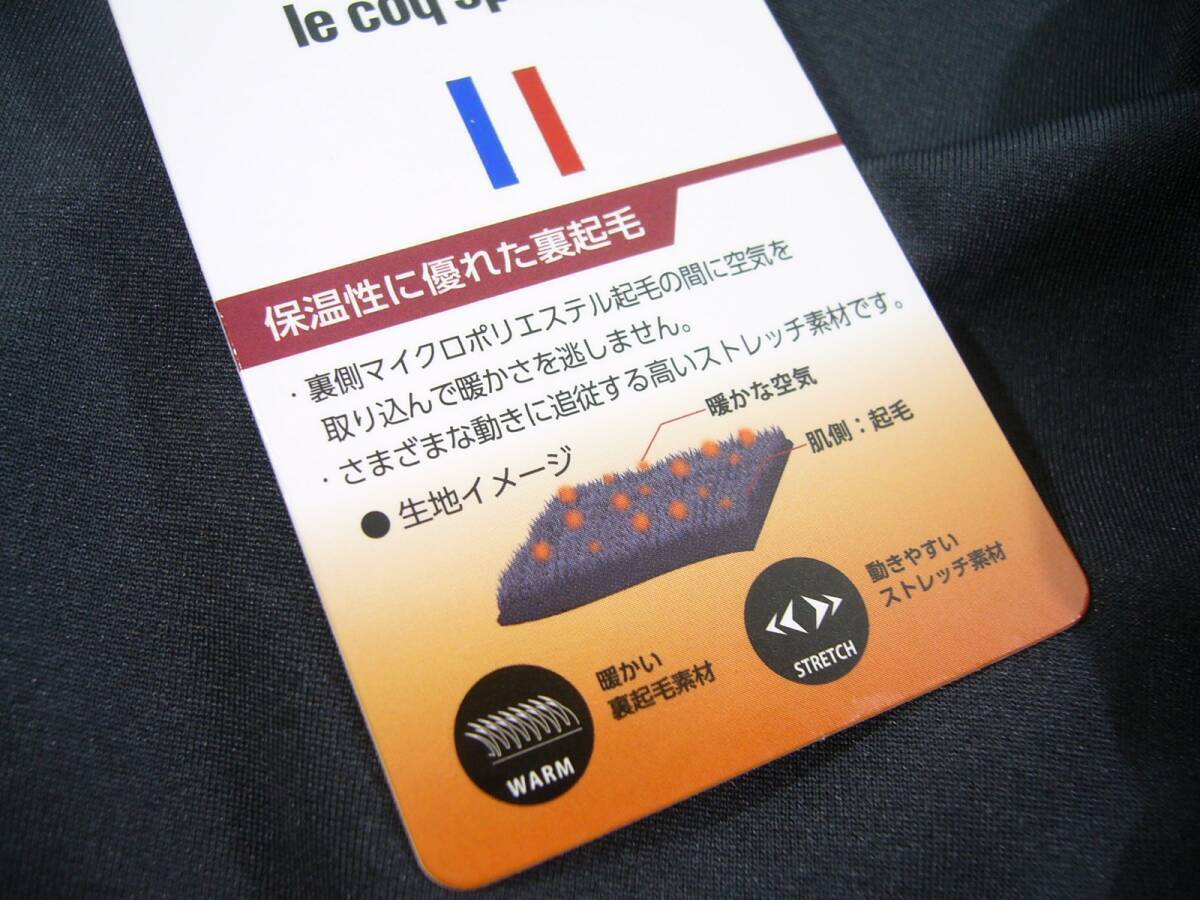 le coq
保温性に優れた裏起毛
・裏側マイクロポリエステル起毛の間に空気を
取り込んで暖かさを逃しません。
・さまざまな動きに追従する高いストレッチ素材です。
●生地イメージ
暖かな空気
肌側：起毛
動きやすい
ストレッチ素材
STRETCH
暖かい
裏起毛素材
WARM